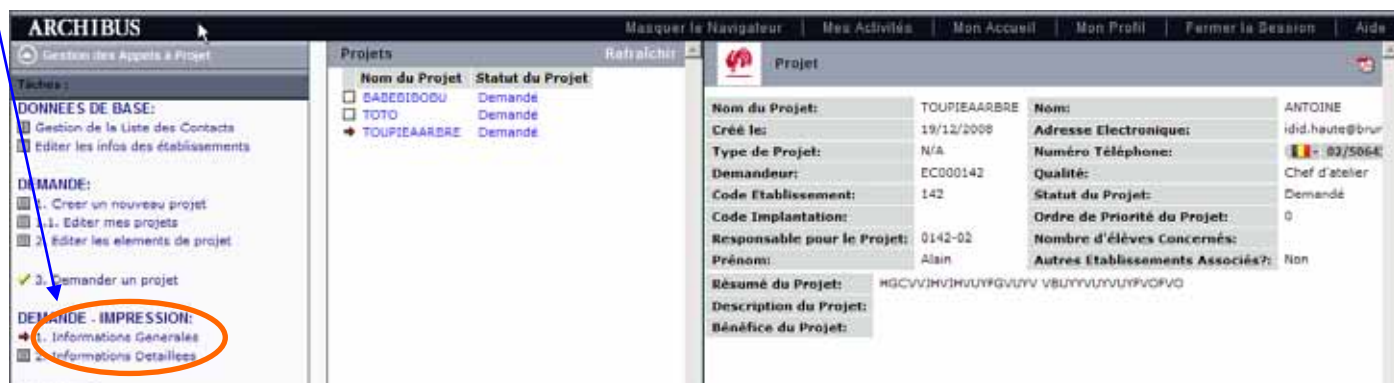 ARCHIBUS
Masquer le Navigateur | Mes Activités | Mon Accueil | Mon Profil | Fermer la Session | Aide
Gestion des Appels à Projet
Tâches :
DONNEES DE BASE:
Gestion de la Liste des Contacts
Editer les infos des établissements
DEMANDE:
1. Creer un nouveau projet
1.1. Editer mes projets
2. Editer les elements de projet
3. Demander un projet
DEMANDE - IMPRESSION:
1. Informations Generales
2. Informations Detaillees
Projets Rafraîchir
Nom du Projet Statut du Projet
BABEBIBOBU Demandé
TOTO Demandé
TOUPIEAARBRE Demandé
Projet
Nom du Projet: TOUPIEAARBRE Nom: ANTOINE
Créé le: 19/12/2008 Adresse Electronique: idid.haute@brur
Type de Projet: N/A Numéro Téléphone: - 02/5064
Demandeur: EC000142 Qualité: Chef d'atelier
Code Etablissement: 142 Statut du Projet: Demandé
Code Implantation: Ordre de Priorité du Projet: 0
Responsable pour le Projet: 0142-02 Nombre d'élèves Concernés:
Prénom: Alain Autres Etablissements Associés?: Non
Résumé du Projet:
Description du Projet:
Bénéfice du Projet: